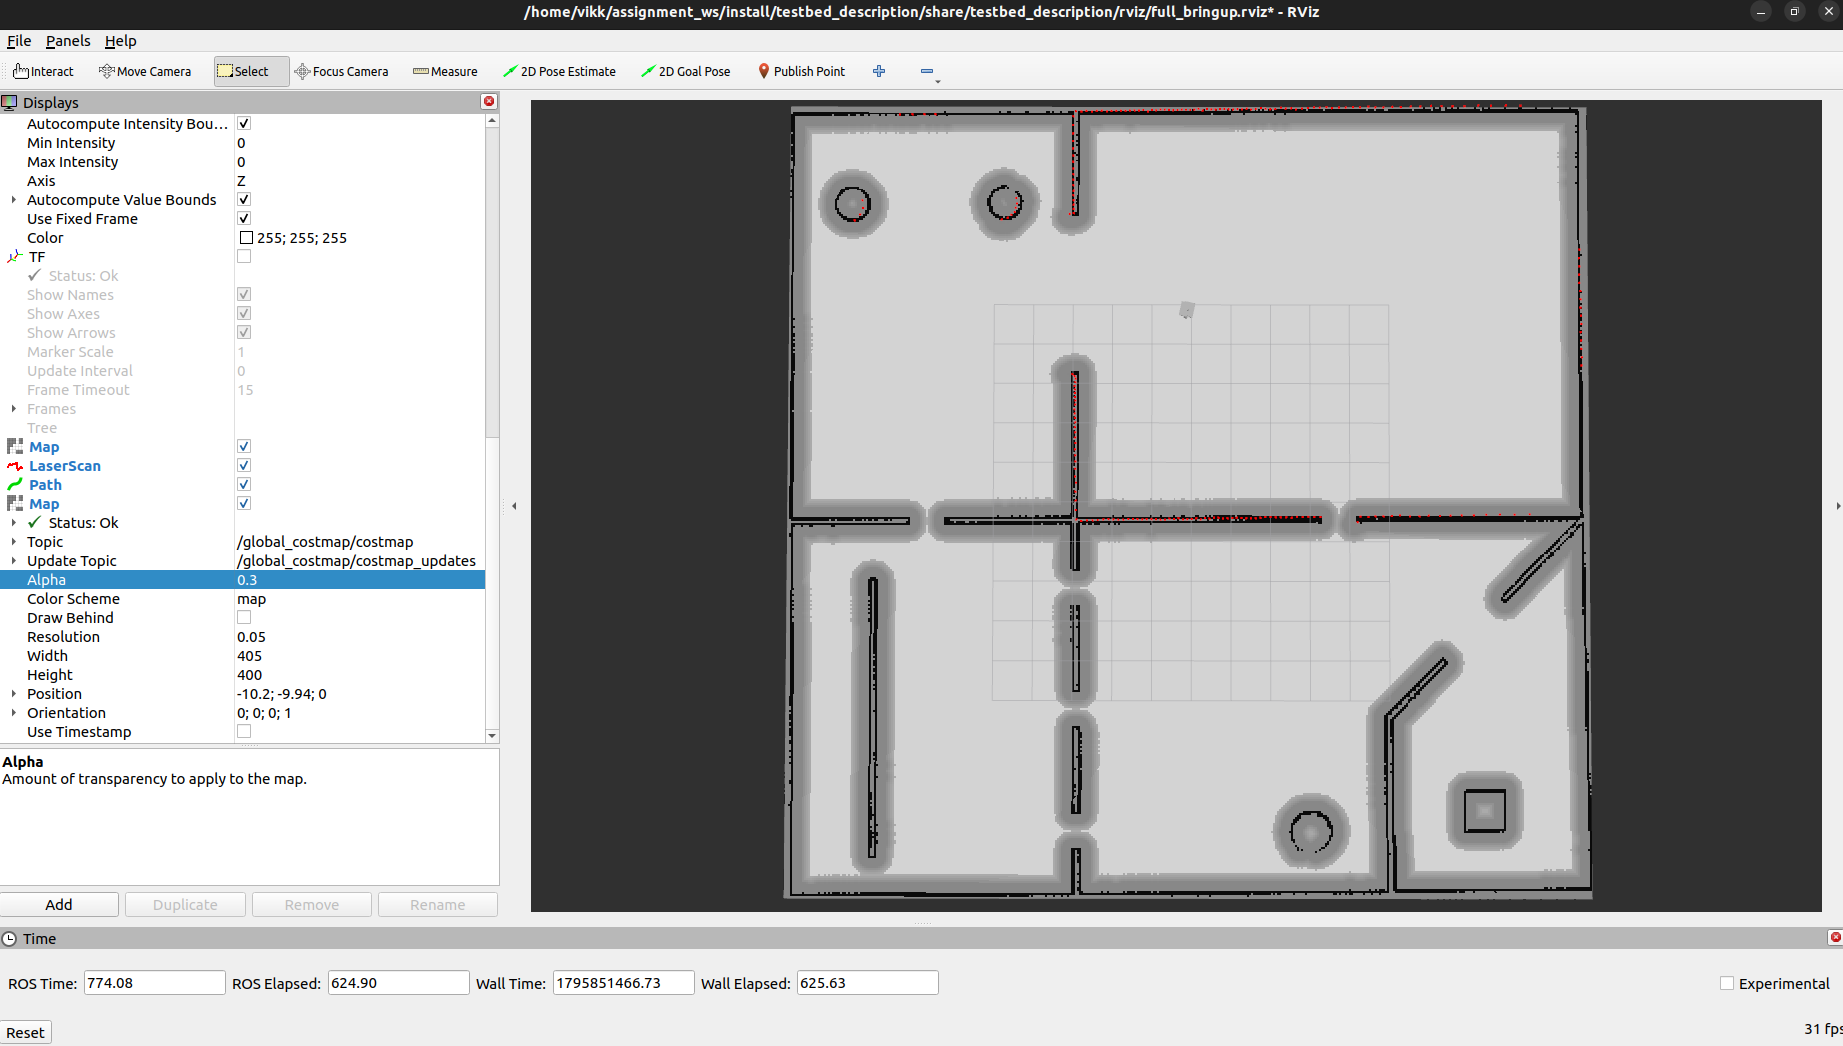 /home/vikk/assignment_ws/install/testbed_description/share/testbed_description/rviz/full_bringup.rviz* - RViz
File Panels Help
Interact Move Camera Select Focus Camera Measure 2D Pose Estimate 2D Goal Pose Publish Point
Displays
Autocompute Intensity Bou...
Min Intensity 0
Max Intensity 0
Axis Z
Autocompute Value Bounds
Use Fixed Frame
Color 255; 255; 255
TF
Status: Ok
Show Names
Show Axes
Show Arrows
Marker Scale 1
Update Interval 0
Frame Timeout 15
Frames
Tree
Map
LaserScan
Path
Map
Status: Ok
Topic /global_costmap/costmap
Update Topic /global_costmap/costmap_updates
Alpha 0.3
Color Scheme map
Draw Behind
Resolution 0.05
Width 405
Height 400
Position -10.2; -9.94; 0
Orientation 0; 0; 0; 1
Use Timestamp
Alpha
Amount of transparency to apply to the map.
Add Duplicate Remove Rename
Time
ROS Time: 774.08 ROS Elapsed: 624.90 Wall Time: 1795851466.73 Wall Elapsed: 625.63 Experimental
Reset 31 fps